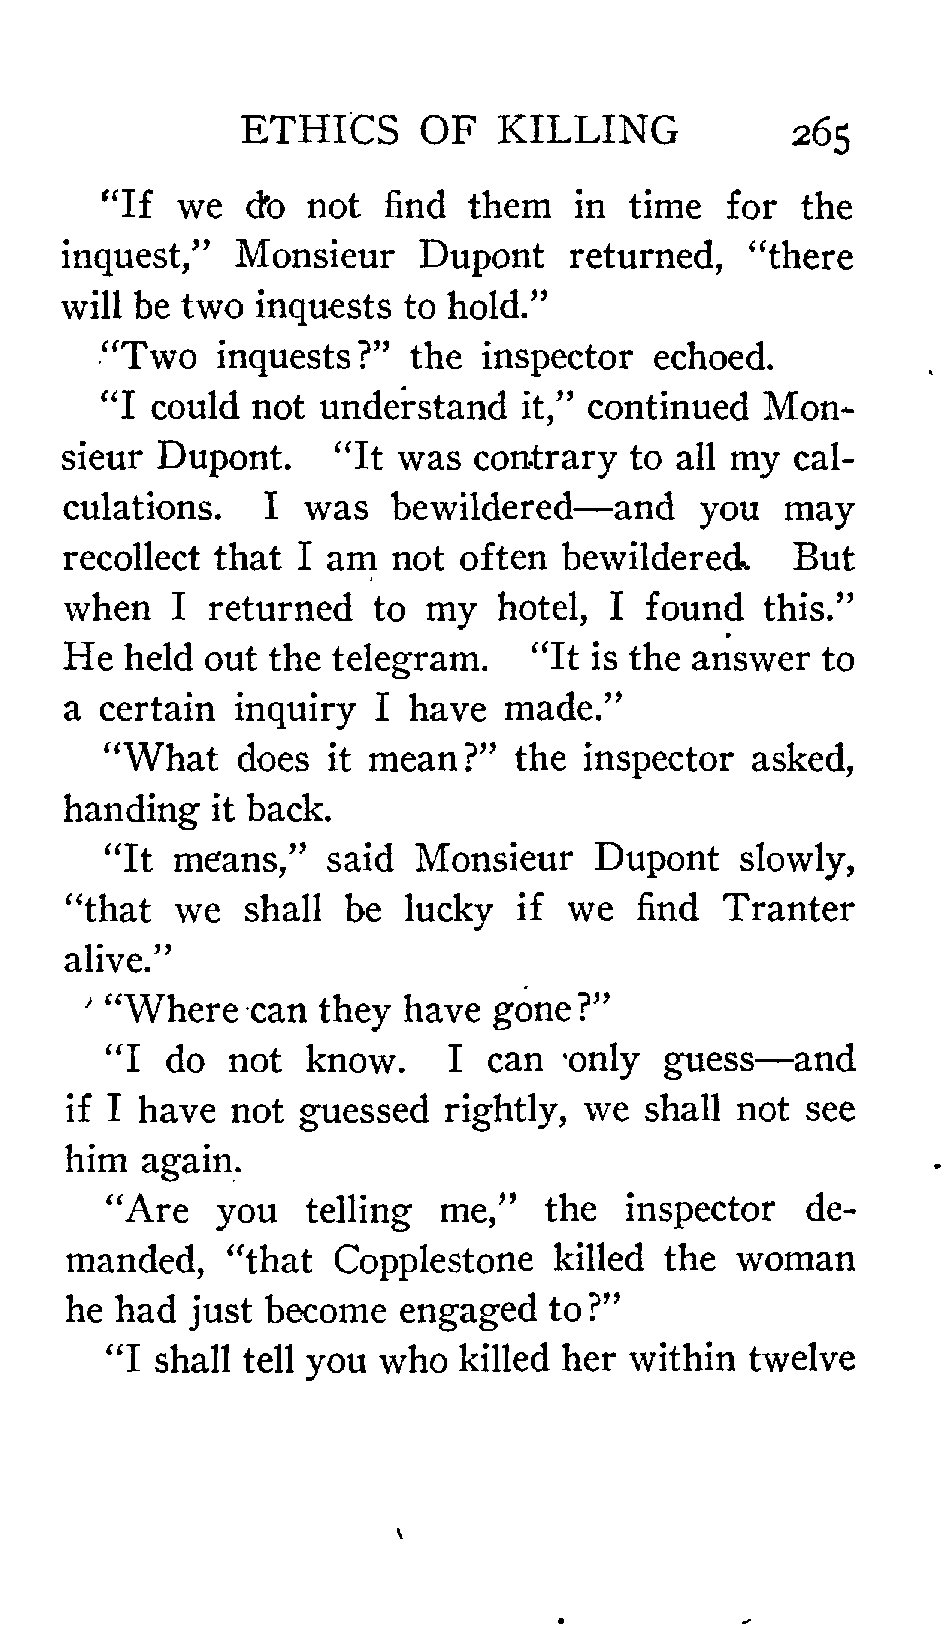 ETHICS OF KILLING 265
"If we do not find them in time for the
inquest," Monsieur Dupont returned, "there
will be two inquests to hold."
"Two inquests?" the inspector echoed.
"I could not understand it," continued Mon-
sieur Dupont. "It was contrary to all my cal-
culations. I was bewildered—and you may
recollect that I am not often bewildered. But
when I returned to my hotel, I found this."
He held out the telegram. "It is the answer to
a certain inquiry I have made."
"What does it mean?" the inspector asked,
handing it back.
"It means," said Monsieur Dupont slowly,
"that we shall be lucky if we find Tranter
alive."
"Where can they have gone?"
"I do not know. I can only guess—and
if I have not guessed rightly, we shall not see
him again.
"Are you telling me," the inspector de-
manded, "that Copplestone killed the woman
he had just become engaged to?"
"I shall tell you who killed her within twelve